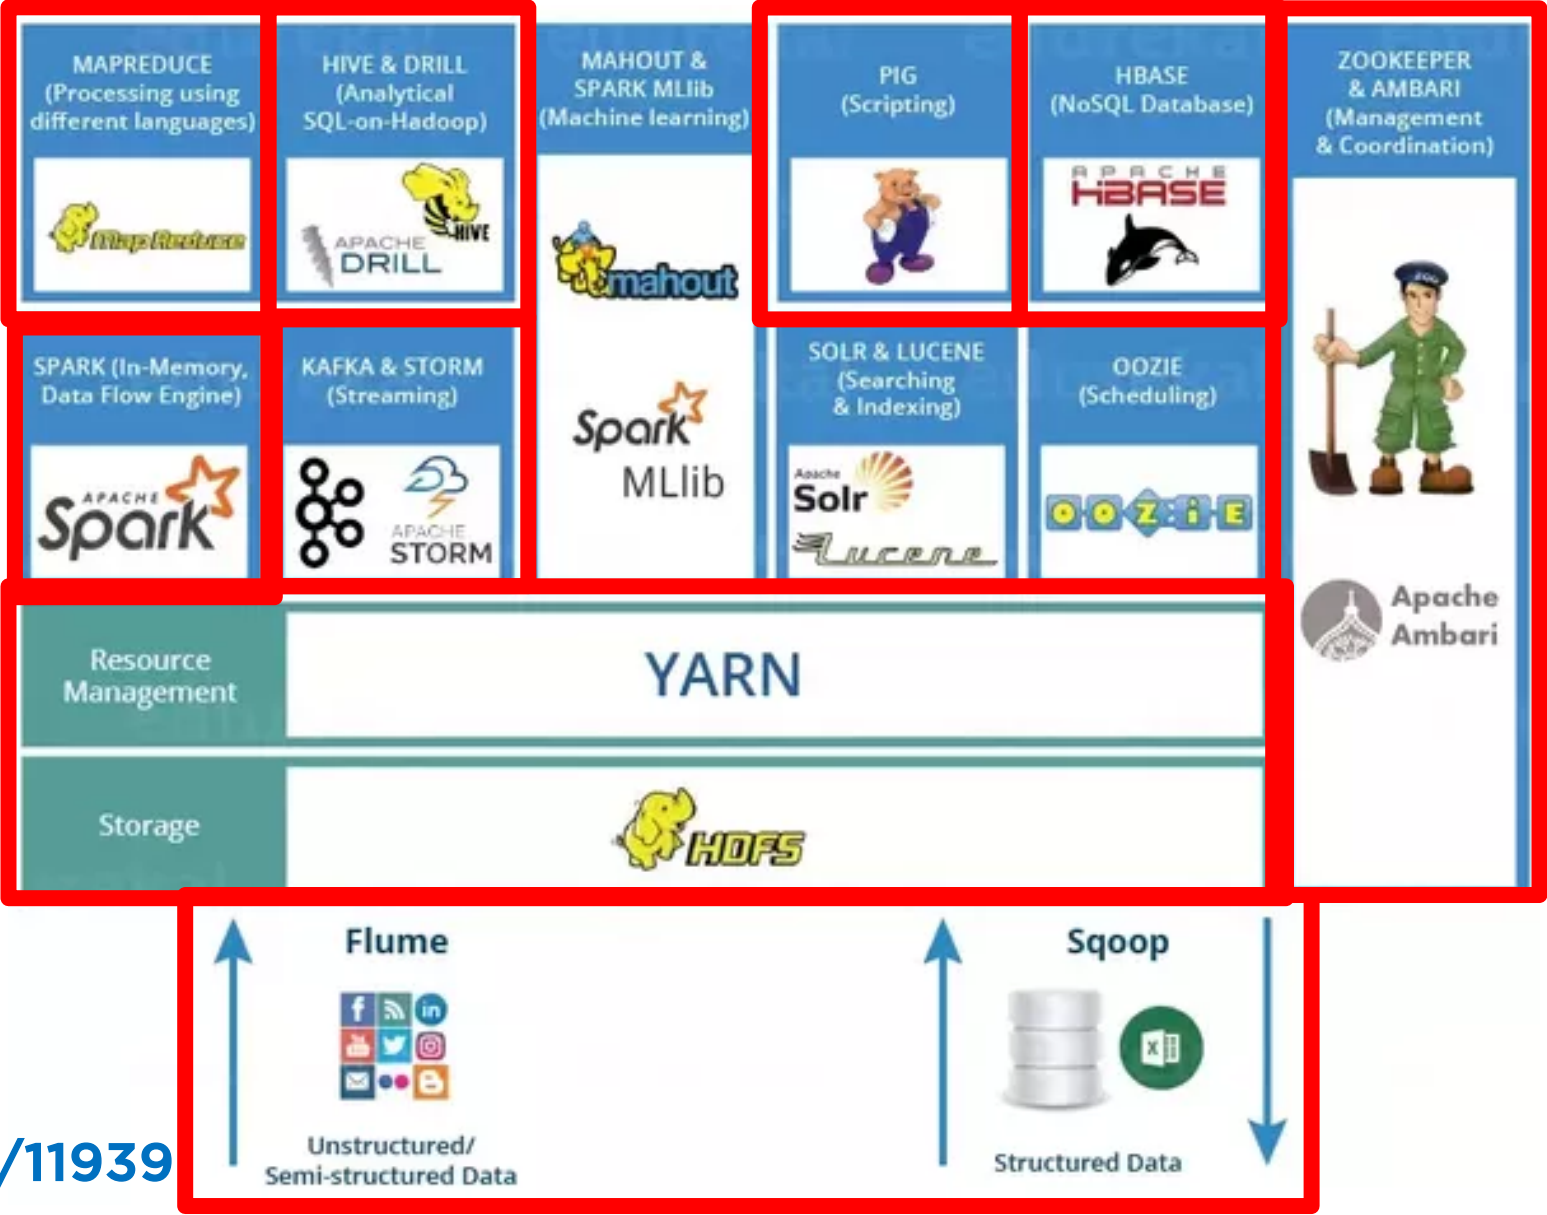 MAPREDUCE
(Processing using
different languages)
Map Reduce
HIVE & DRILL
(Analytical
SQL-on-Hadoop)
HIVE
APACHE
DRILL
MAHOUT &
SPARK MLlib
(Machine learning)
mahout
Spark
MLlib
PIG
(Scripting)
HBASE
(NoSQL Database)
APACHE
HBASE
ZOOKEEPER
& AMBARI
(Management
& Coordination)
ZOO
Apache
Ambari
SPARK (In-Memory,
Data Flow Engine)
APACHE
Spark
KAFKA & STORM
(Streaming)
APACHE
STORM
SOLR & LUCENE
(Searching
& Indexing)
Apache
Solr
Lucene
OOZIE
(Scheduling)
OOZIE
Resource
Management
YARN
Storage
HDFS
Flume
Unstructured/
Semi-structured Data
Sqoop
Structured Data
/11939